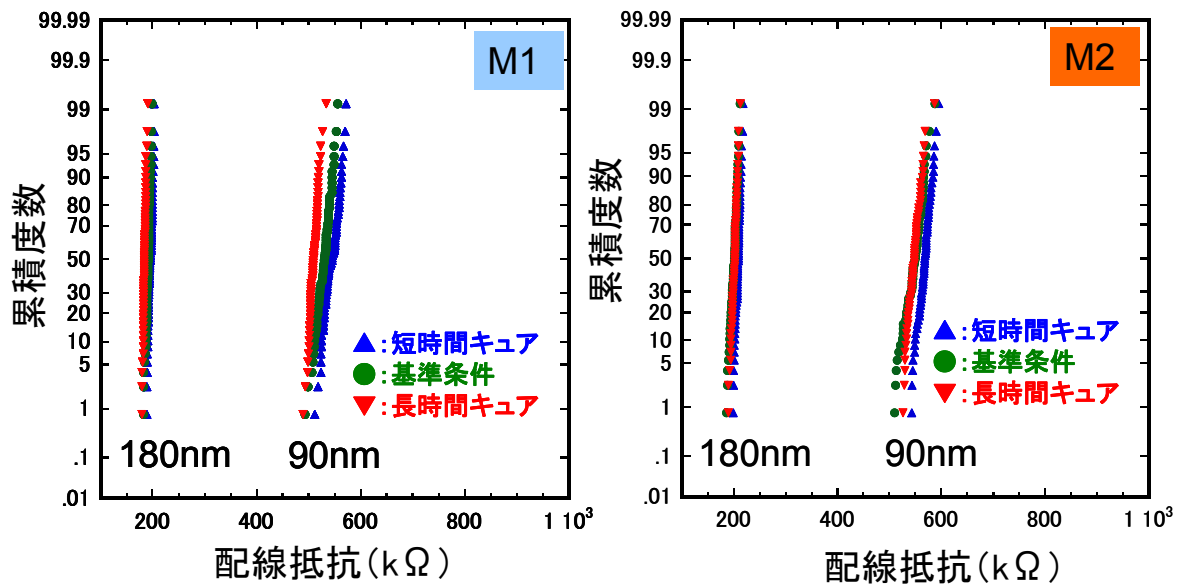 99.99
99.9
99
95
90
80
70
50
30
20
10
5
1
.1
.01
累積度数
M1
▲:短時間キュア
●:基準条件
▼:長時間キュア
180nm
90nm
200
400
600
800
1 10³
配線抵抗(kΩ)
99.99
99.9
99
95
90
80
70
50
30
20
10
5
1
.1
.01
累積度数
M2
▲:短時間キュア
●:基準条件
▼:長時間キュア
180nm
90nm
200
400
600
800
1 10³
配線抵抗(kΩ)